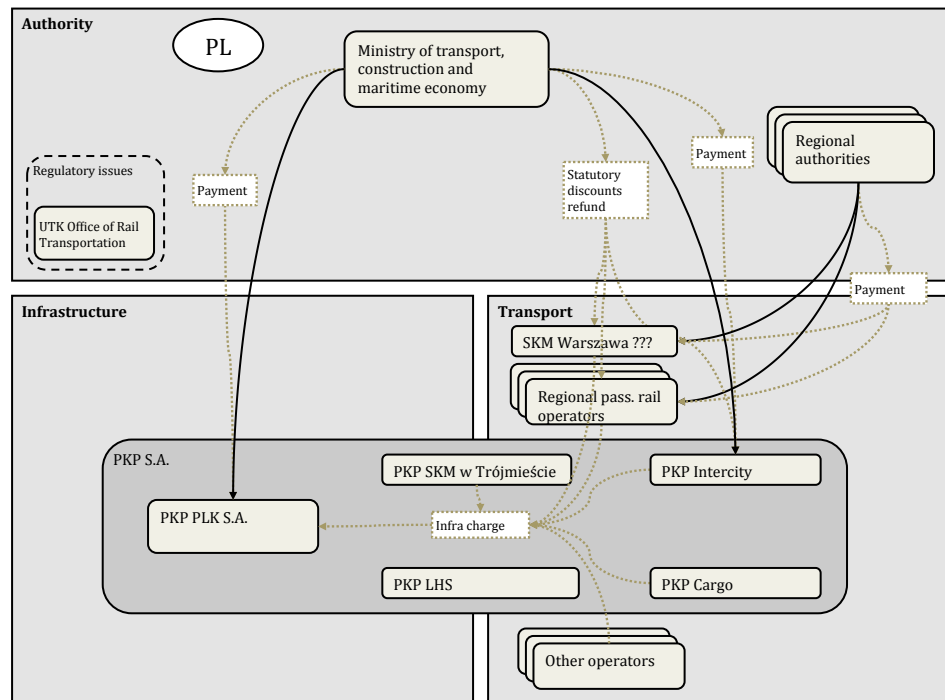 Authority
PL
Ministry of transport,
construction and
maritime economy
Regional
authorities
Regulatory issues
UTK Office of Rail
Transportation
Payment
Statutory
discounts
refund
Payment
Payment
Infrastructure
Transport
SKM Warszawa ???
Regional pass. rail
operators
PKP S.A.
PKP SKM w Trójmieście
PKP Intercity
PKP PLK S.A.
Infra charge
PKP LHS
PKP Cargo
Other operators